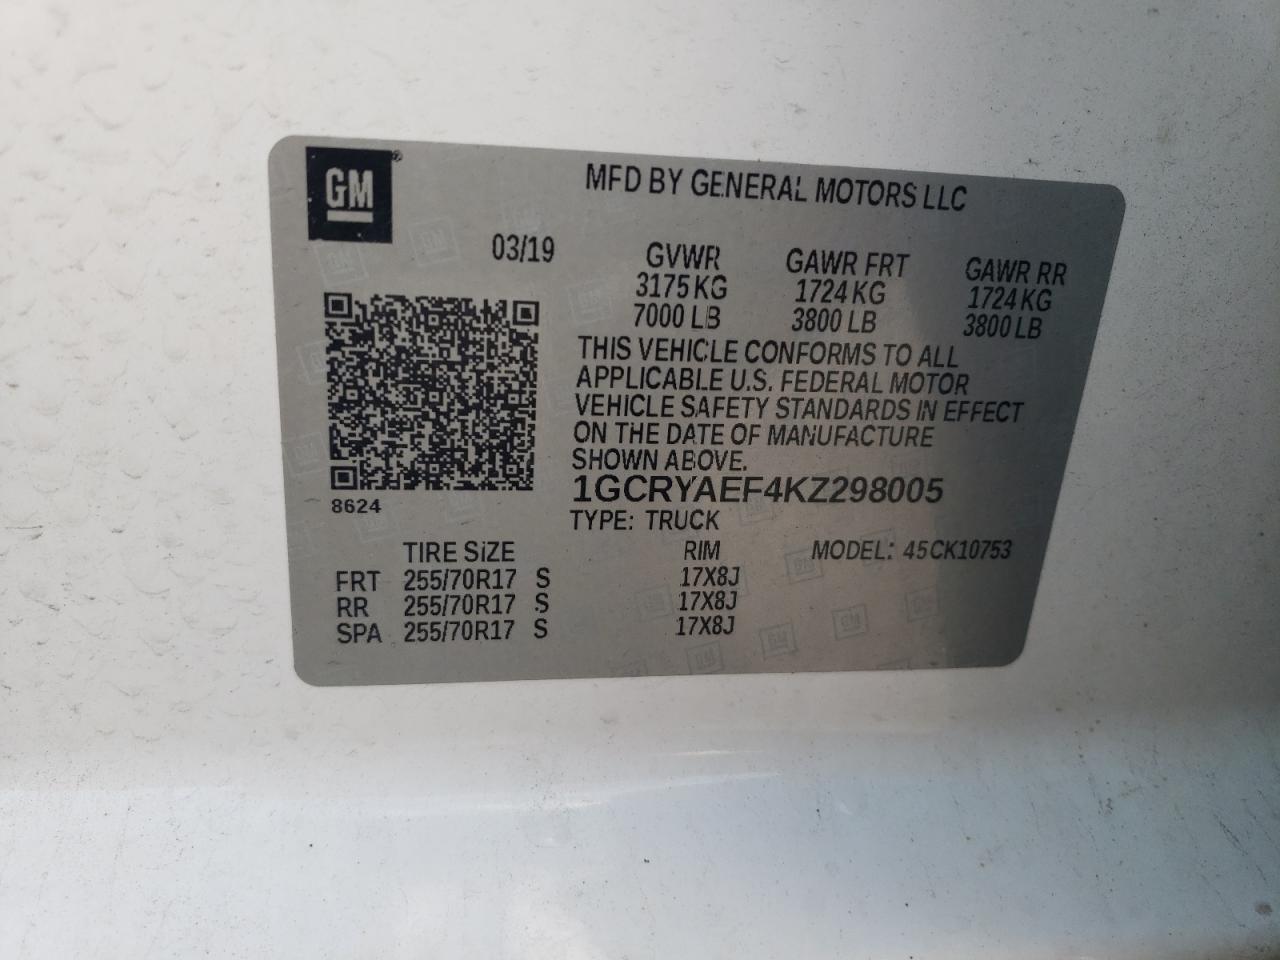 GM
MFD BY GENERAL MOTORS LLC
03/19
GVWR GAWR FRT GAWR RR
3175 KG 1724 KG 1724 KG
7000 LB 3800 LB 3800 LB
THIS VEHICLE CONFORMS TO ALL
APPLICABLE U.S. FEDERAL MOTOR
VEHICLE SAFETY STANDARDS IN EFFECT
ON THE DATE OF MANUFACTURE
SHOWN ABOVE.
1GCRYAEF4KZ298005
8624
TYPE: TRUCK
TIRE SIZE RIM MODEL: 45CK10753
FRT 255/70R17 S 17X8J
RR 255/70R17 S 17X8J
SPA 255/70R17 S 17X8J